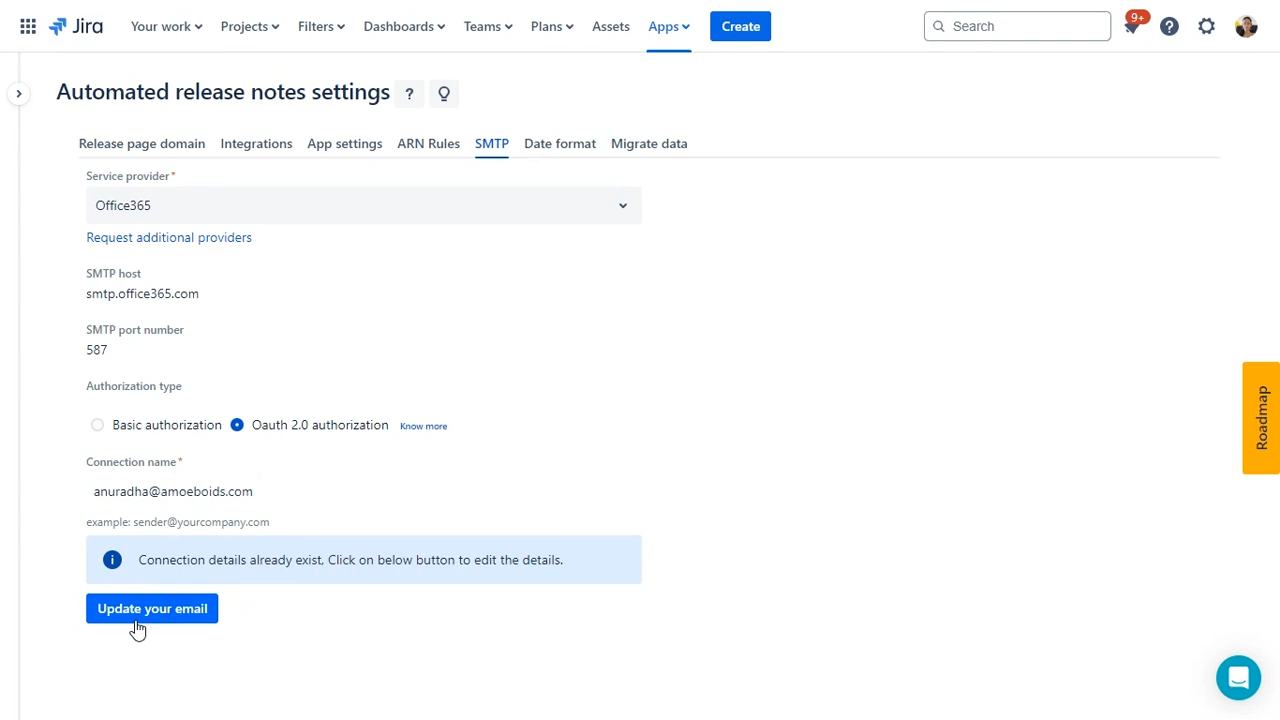 Jira Your work Projects Filters Dashboards Teams Plans Assets Apps Create Search 9+ ?
Automated release notes settings ?
Release page domain Integrations App settings ARN Rules SMTP Date format Migrate data
Service provider*
Office365
Request additional providers
SMTP host
smtp.office365.com
SMTP port number
587
Authorization type
Basic authorization Oauth 2.0 authorization Know more
Connection name*
anuradha@amoeboids.com
example: sender@yourcompany.com
i Connection details already exist, Click on below button to edit the details.
Update your email
Roadmap